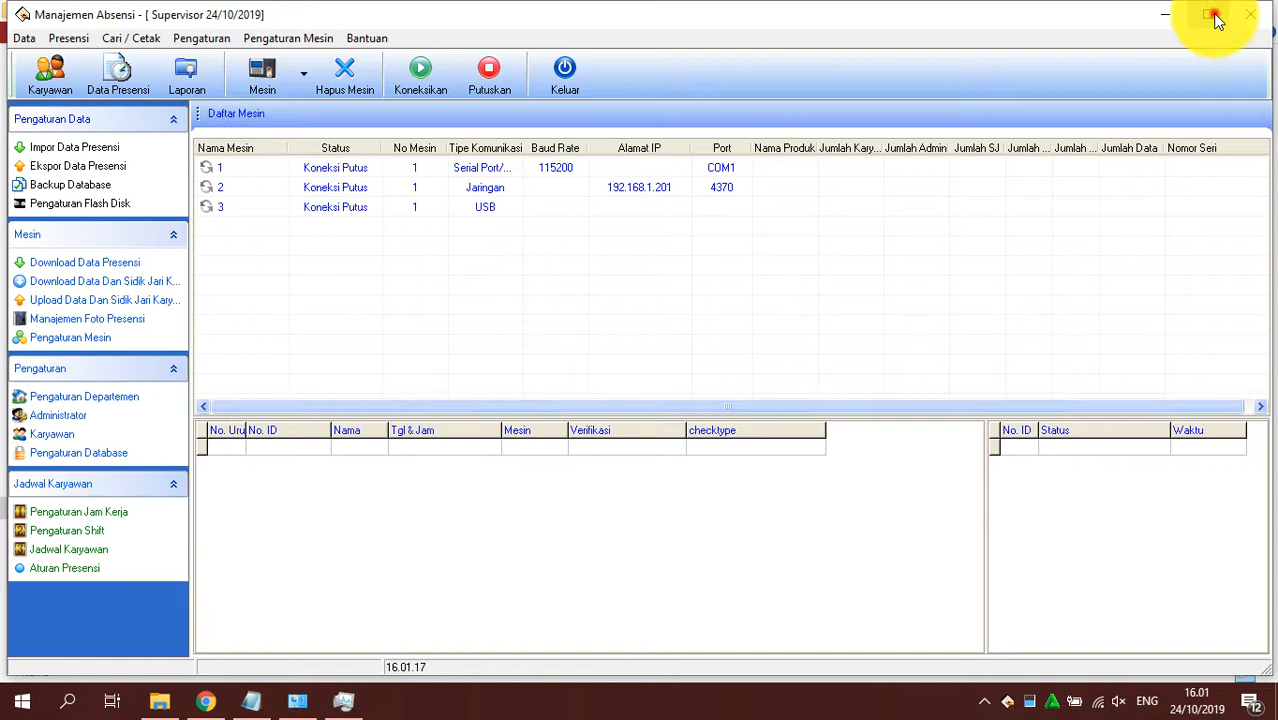 Manajemen Absensi - [ Supervisor 24/10/2019]
Data Presensi Cari / Cetak Pengaturan Pengaturan Mesin Bantuan
Karyawan Data Presensi Laporan Mesin Hapus Mesin Koneksikan Putuskan Keluar
Pengaturan Data
Impor Data Presensi
Ekspor Data Presensi
Backup Database
Pengaturan Flash Disk
Mesin
Download Data Presensi
Download Data Dan Sidik Jari K...
Upload Data Dan Sidik Jari Kary...
Manajemen Foto Presensi
Pengaturan Mesin
Pengaturan
Pengaturan Departemen
Administrator
Karyawan
Pengaturan Database
Jadwal Karyawan
Pengaturan Jam Kerja
Pengaturan Shift
Jadwal Karyawan
Aturan Presensi
Daftar Mesin
Nama Mesin Status No Mesin Tipe Komunikasi Baud Rate Alamat IP Port Nama Produk Jumlah Kary... Jumlah Admin Jumlah SJ Jumlah ... Jumlah ... Jumlah Data Nomor Seri
1 Koneksi Putus 1 Serial Port/... 115200 COM1
2 Koneksi Putus 1 Jaringan 192.168.1.201 4370
3 Koneksi Putus 1 USB
No. Uru No. ID Nama Tgl & Jam Mesin Verifikasi checktype
No. ID Status Waktu
16.01.17
ENG
16.01
24/10/2019
12